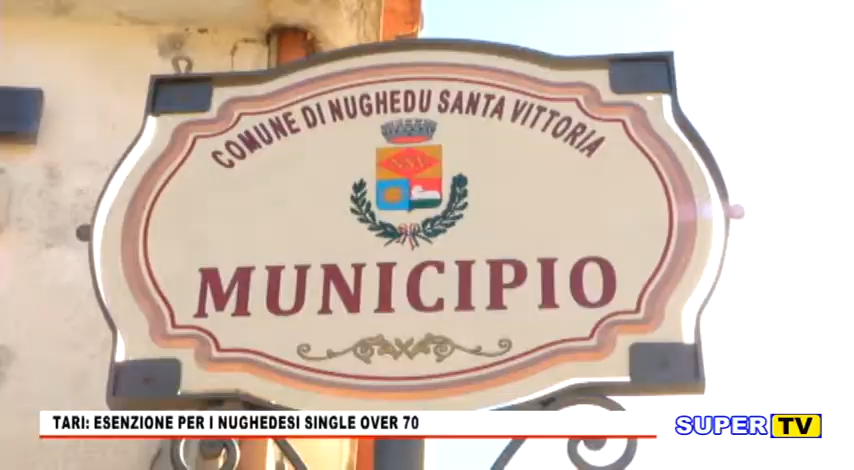 COMUNE DI NUGHEDU SANTA VITTORIA
MUNICIPIO
TARI: ESENZIONE PER I NUGHEDESI SINGLE OVER 70
SUPER TV